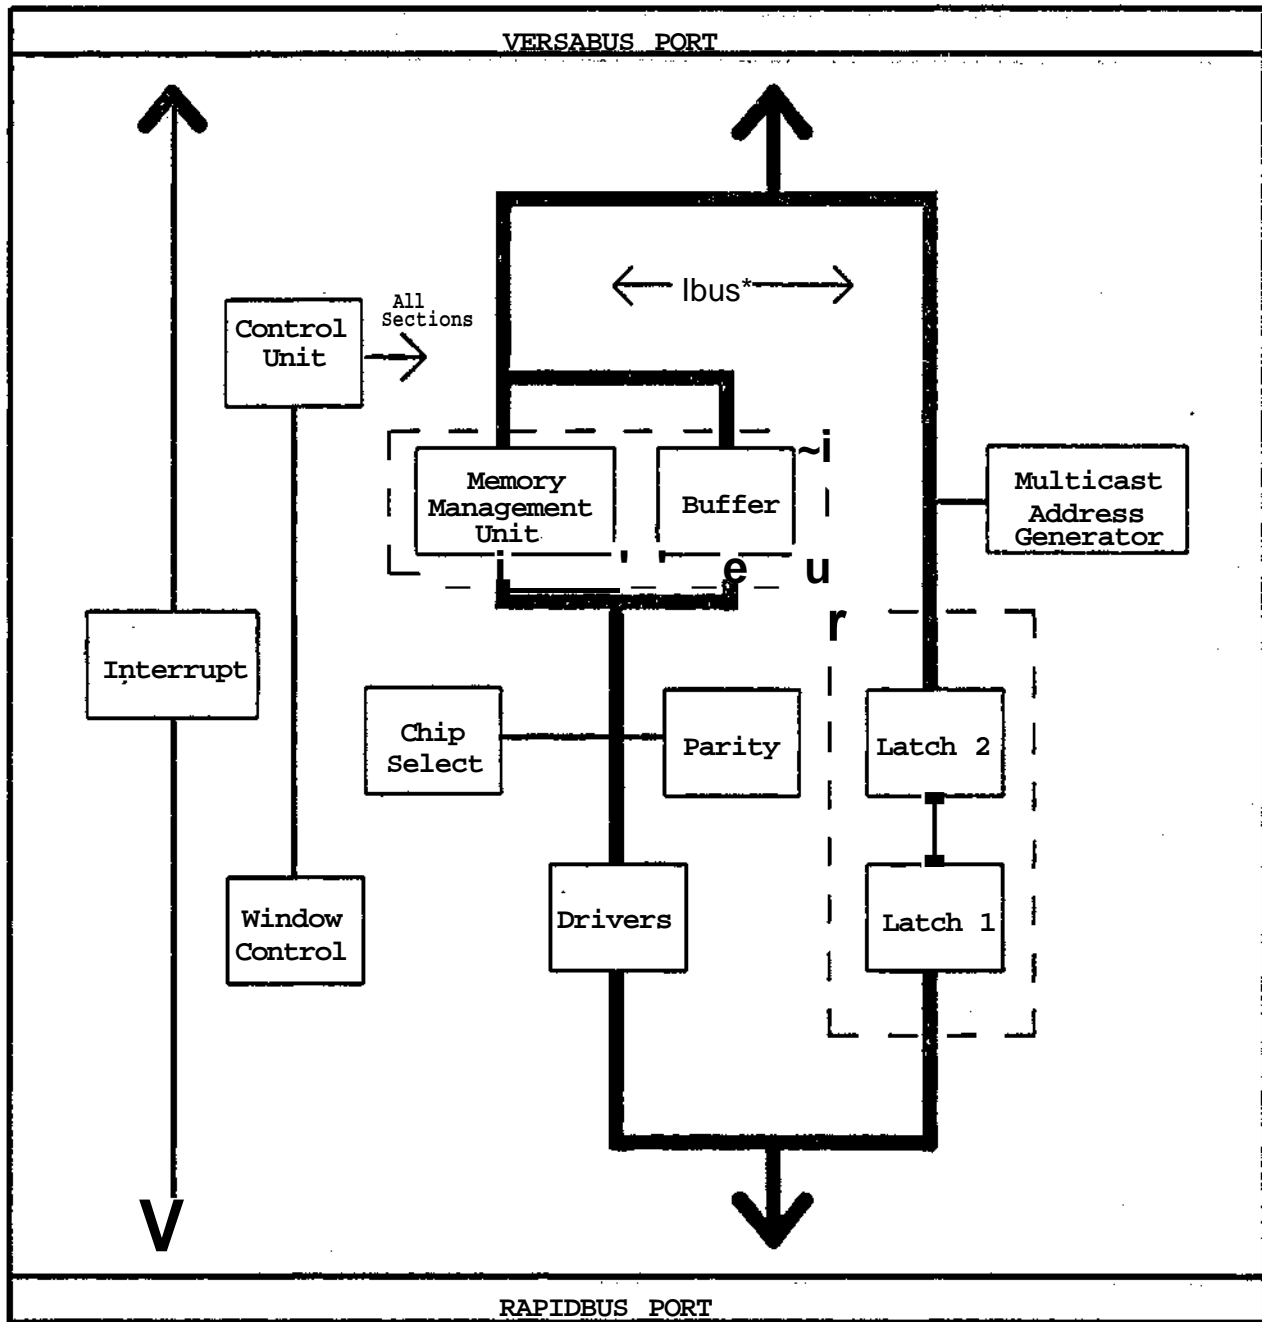 VERSABUS PORT
Ibus*
All
Sections
Control
Unit
Memory
Management
Unit
Buffer
~i
Multicast
Address
Generator
e
u
r
Interrupt
Chip
Select
Parity
Latch 2
Window
Control
Drivers
Latch 1
V
RAPIDBUS PORT